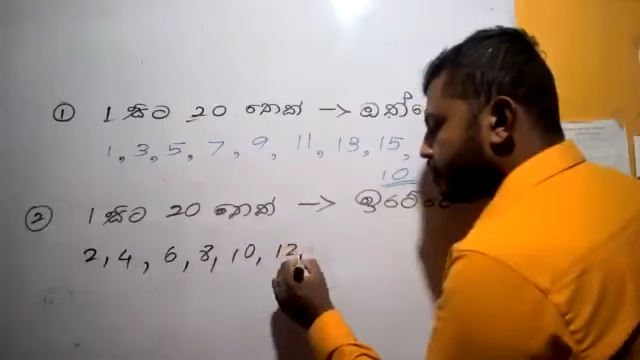 ① 1 සිට 20 තෙක් → ඔත්තේ
1, 3, 5, 7, 9, 11, 13, 15,
10
② 1 සිට 20 තෙක් → ඉරට්ටේ
2, 4, 6, 8, 10, 12,